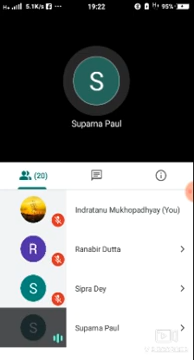 H+ 5.1K/s 19:22 H+ 95%
S
Suparna Paul
(20)
Indratanu Mukhopadhyay (You)
R Ranabir Dutta
S Sipra Dey
S Suparna Paul